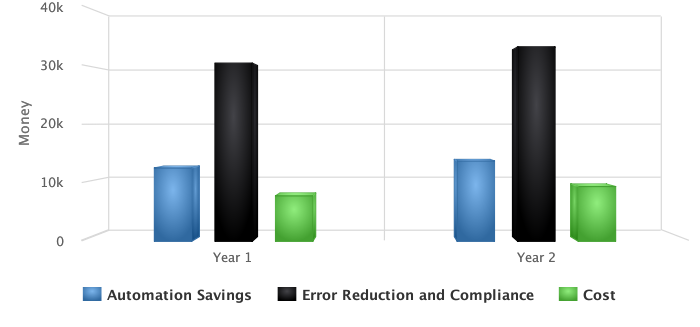 40k
30k
20k
10k
0
Money
Year 1
Year 2
Automation Savings
Error Reduction and Compliance
Cost